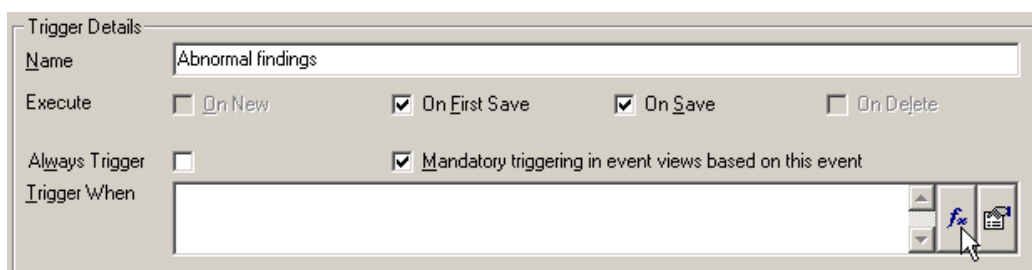 Trigger Details
Name Abnormal findings
Execute On New On First Save On Save On Delete
Always Trigger Mandatory triggering in event views based on this event
Trigger When
fx